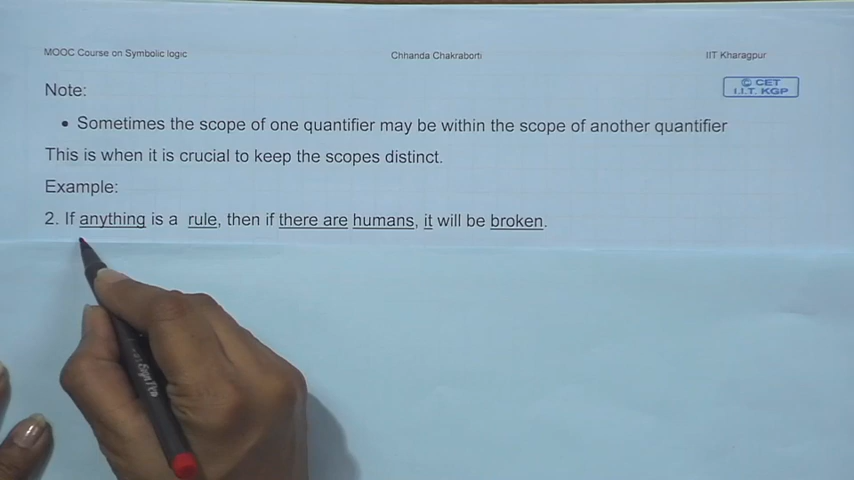 MOOC Course on Symbolic logic Chhanda Chakraborti IIT Kharagpur
© CET
I.I.T. KGP
Note:
• Sometimes the scope of one quantifier may be within the scope of another quantifier
This is when it is crucial to keep the scopes distinct.
Example:
2. If anything is a rule, then if there are humans, it will be broken.